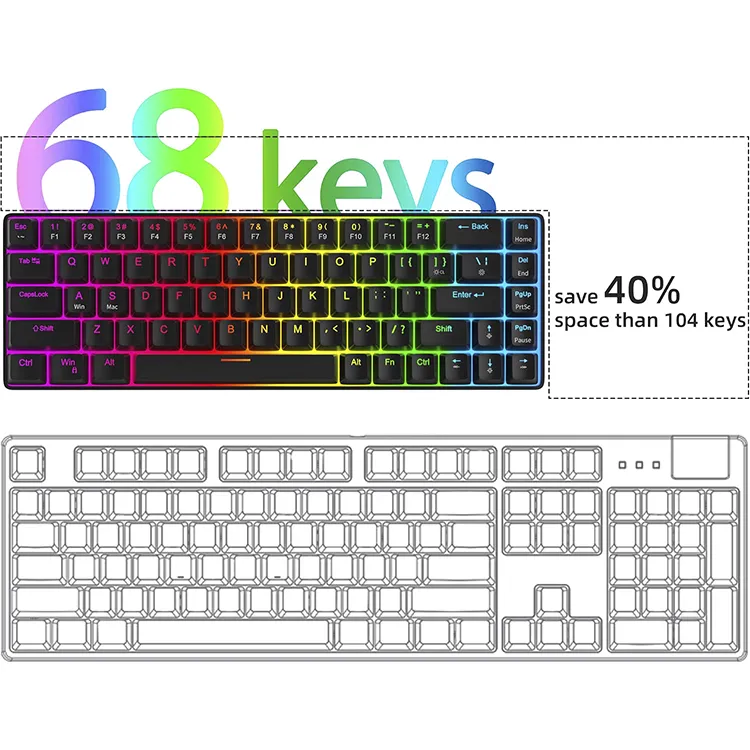 68 keys
Esc 1! F1 2@ F2 3# F3 4$ F4 5% F5 6^ F6 7& F7 8* F8 9( F9 0) F10 -~ F11 =+ F12 ← Back Ins Home
Tab Q W E R T Y U I O P [{ ]} \| Del End
CapsLock A Win S Mac D F G H J K L Enter PgUp PrtSc
⇧Shift Z X C V B N M ,< .> /? Shift ↑ PgDn Pause
Ctrl Win Alt Alt Fn Ctrl ← ↓ →
save 40%
space than 104 keys